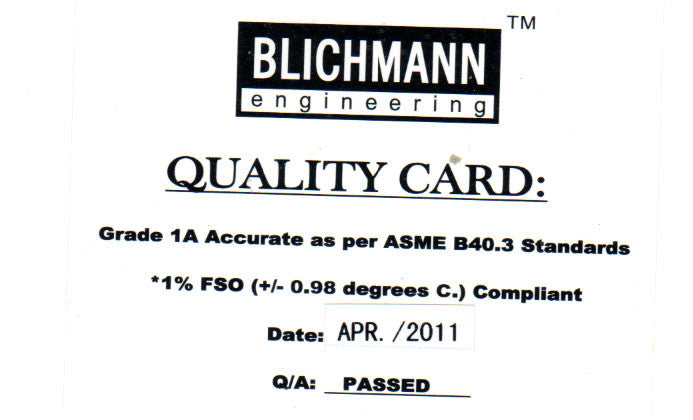 TM
BLICHMANN
engineering
QUALITY CARD:
Grade 1A Accurate as per ASME B40.3 Standards
*1% FSO (+/- 0.98 degrees C.) Compliant
Date: APR. /2011
Q/A: PASSED